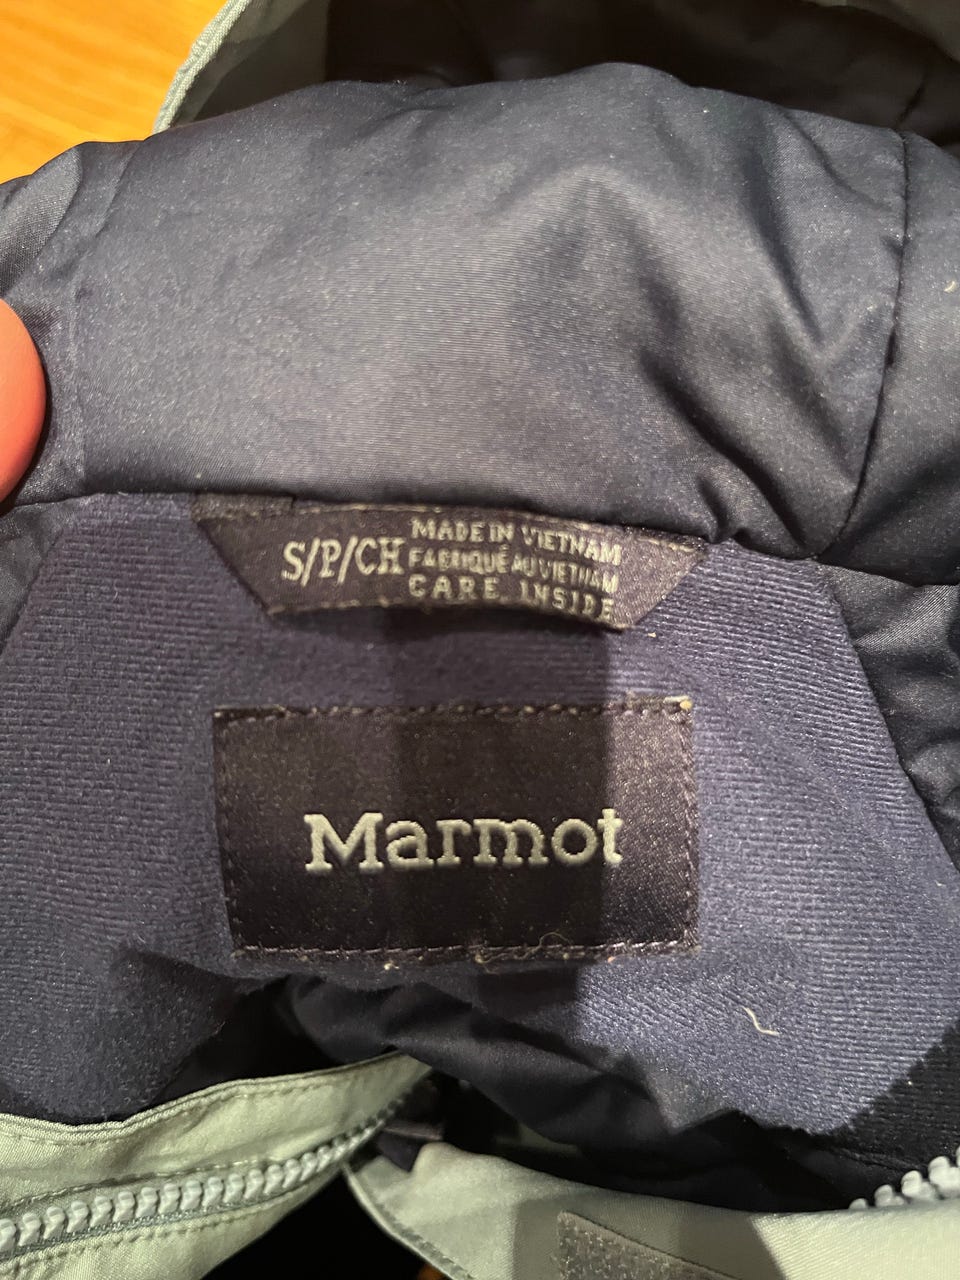 S/P/CH
MADE IN VIETNAM
FABRIQUÉ AU VIETNAM
CARE INSIDE
Marmot